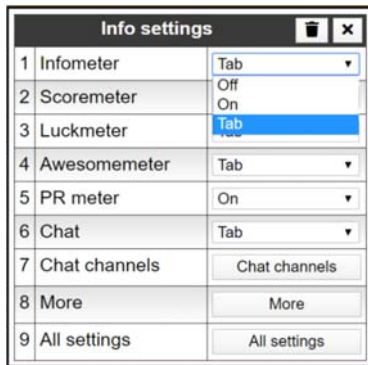 Info settings
1 Infometer Tab
Off
2 Scoremeter On
3 Luckmeter Tab
4 Awesomemeter Tab
5 PR meter On
6 Chat Tab
7 Chat channels Chat channels
8 More More
9 All settings All settings